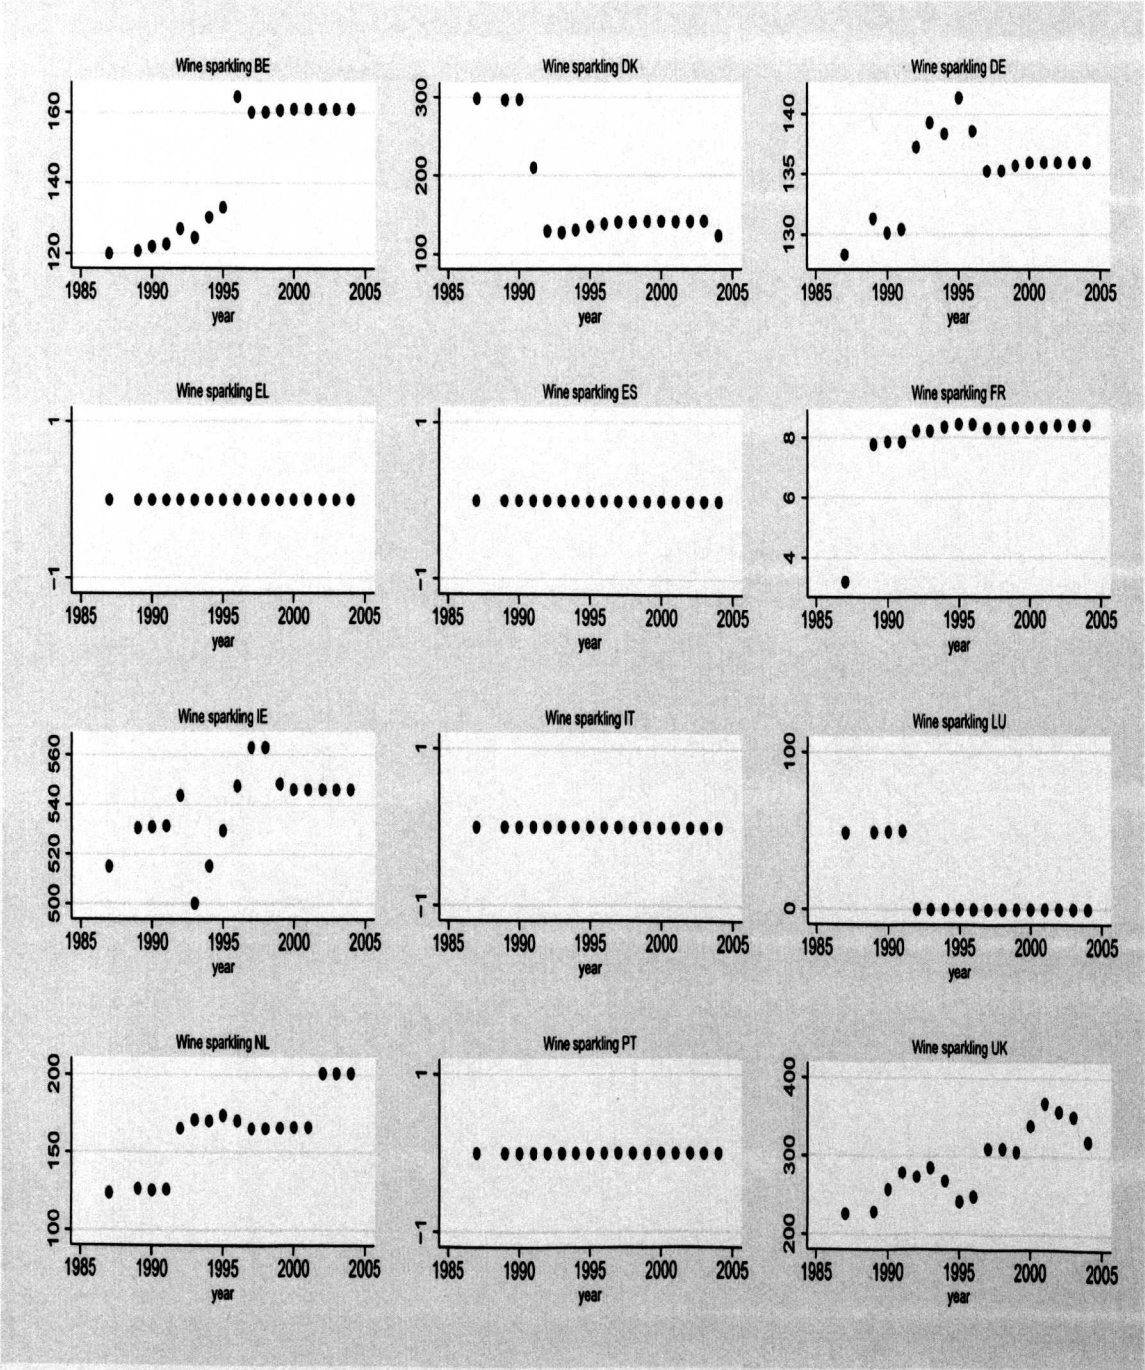 Wine sparkling BE
160
140
120
1985 1990 1995 2000 2005
year
Wine sparkling DK
300
200
100
1985 1990 1995 2000 2005
year
Wine sparkling DE
140
135
130
1985 1990 1995 2000 2005
year
Wine sparkling EL
1
−1
1985 1990 1995 2000 2005
year
Wine sparkling ES
1
−1
1985 1990 1995 2000 2005
year
Wine sparkling FR
8
6
4
1985 1990 1995 2000 2005
year
Wine sparkling IE
560
540
520
500
1985 1990 1995 2000 2005
year
Wine sparkling IT
1
−1
1985 1990 1995 2000 2005
year
Wine sparkling LU
100
0
1985 1990 1995 2000 2005
year
Wine sparkling NL
200
150
100
1985 1990 1995 2000 2005
year
Wine sparkling PT
1
−1
1985 1990 1995 2000 2005
year
Wine sparkling UK
400
300
200
1985 1990 1995 2000 2005
year